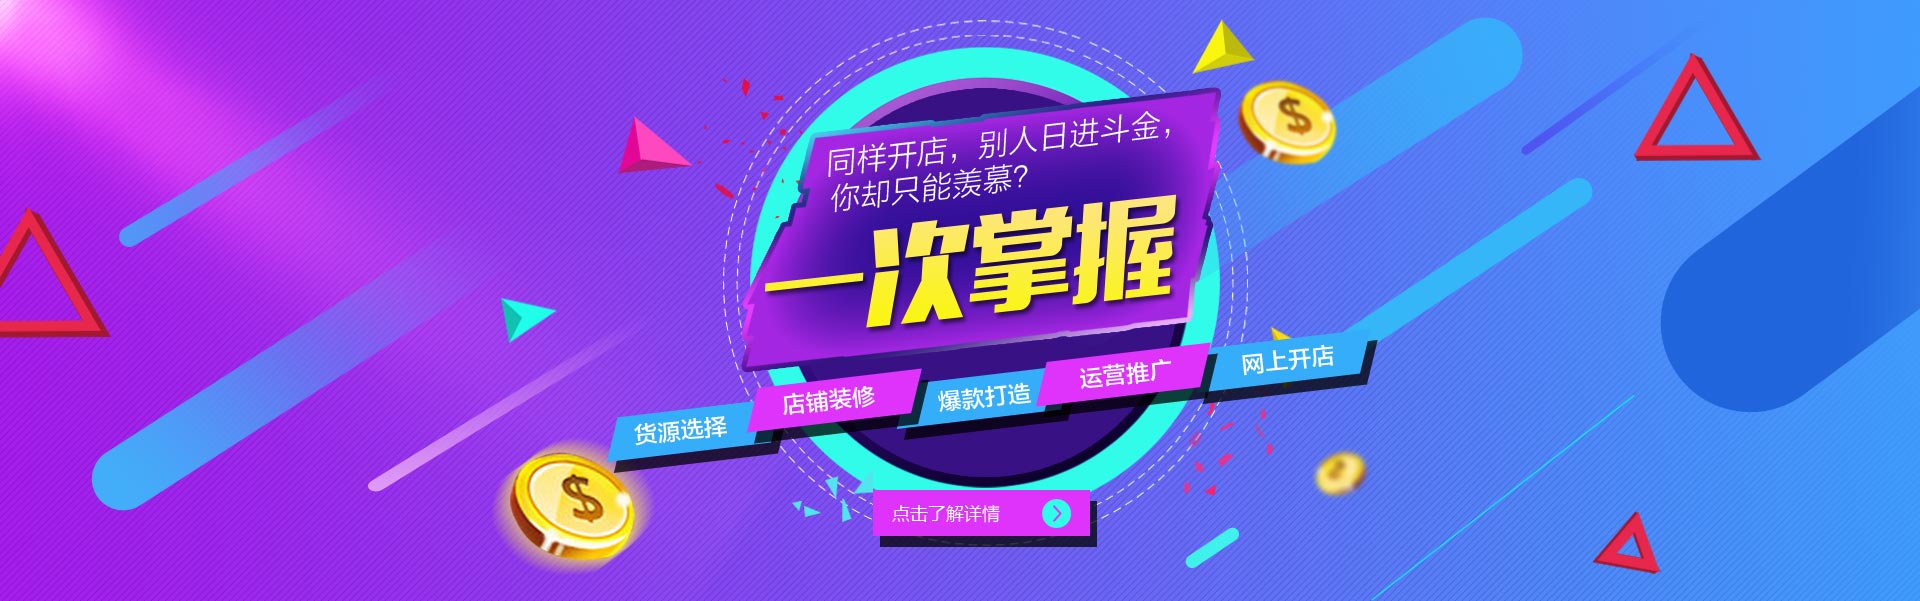 同样开店，别人日进斗金，
你却只能羡慕？
一次掌握
货源选择
店铺装修
爆款打造
运营推广
网上开店
点击了解详情